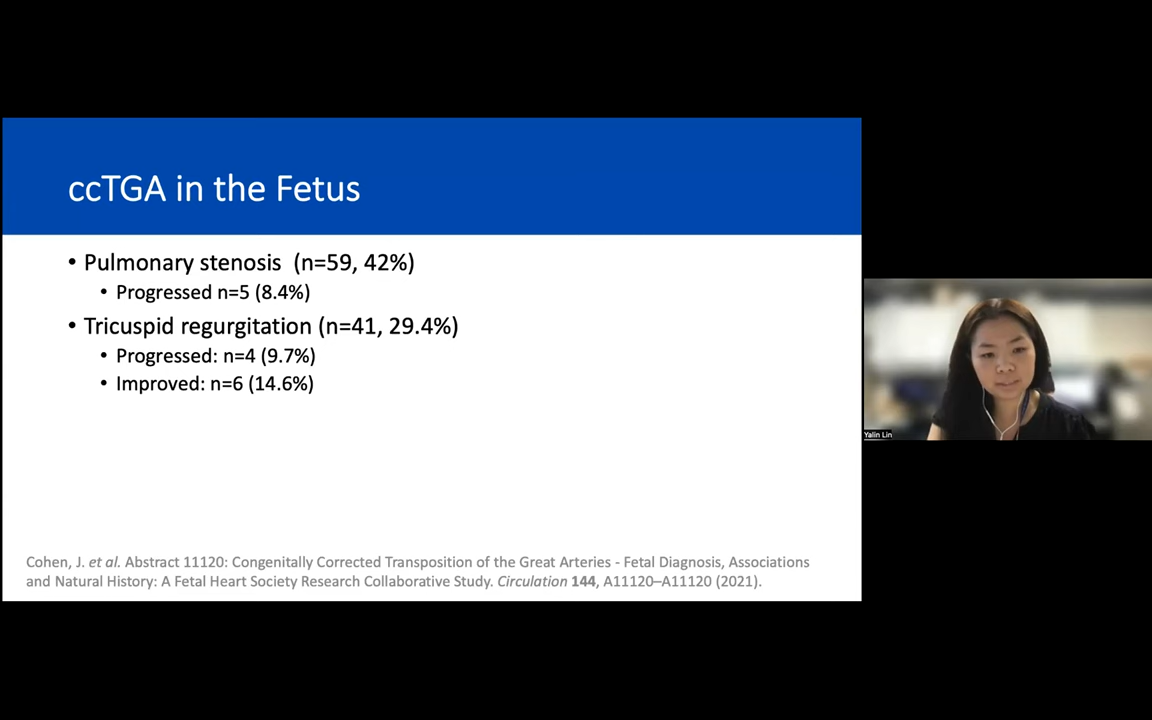 ccTGA in the Fetus
• Pulmonary stenosis (n=59, 42%)
• Progressed n=5 (8.4%)
• Tricuspid regurgitation (n=41, 29.4%)
• Progressed: n=4 (9.7%)
• Improved: n=6 (14.6%)
Cohen, J. et al. Abstract 11120: Congenitally Corrected Transposition of the Great Arteries - Fetal Diagnosis, Associations
and Natural History: A Fetal Heart Society Research Collaborative Study. Circulation 144, A11120–A11120 (2021).
Yalin Lin